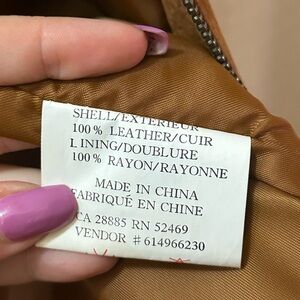 SHELL/EXTERIEUR
100% LEATHER/CUIR
LINING/DOUBLURE
100% RAYON/RAYONNE
MADE IN CHINA
FABRIQUÉ EN CHINE
CA 28885 RN 52469
VENDOR # 614966230